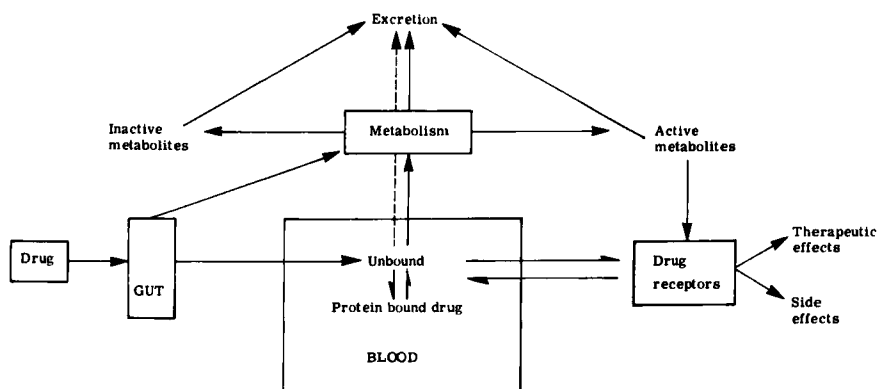 Excretion
Inactive
metabolites
Metabolism
Active
metabolites
Drug
GUT
Unbound
Protein bound drug
BLOOD
Drug
receptors
Therapeutic
effects
Side
effects